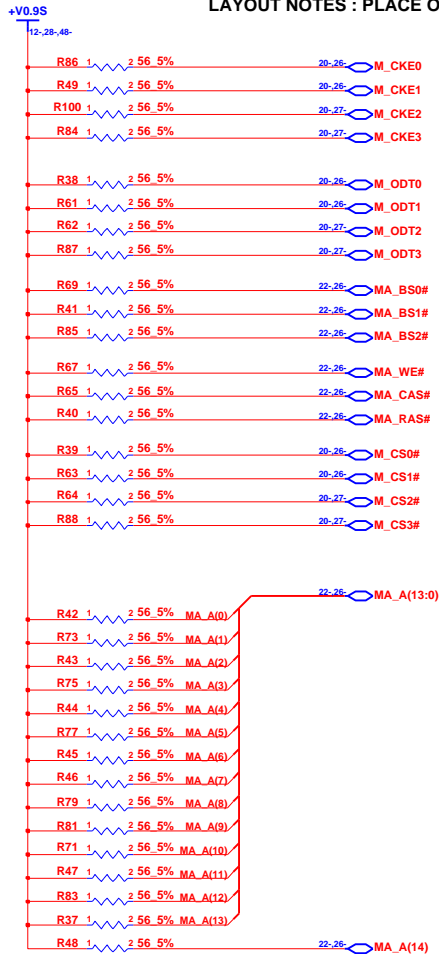 LAYOUT NOTES : PLACE O
+V0.9S
12-,28-,48-
R86 1 2 56_5% 20-,26- M_CKE0
R49 1 2 56_5% 20-,26- M_CKE1
R100 1 2 56_5% 20-,27- M_CKE2
R84 1 2 56_5% 20-,27- M_CKE3
R38 1 2 56_5% 20-,26- M_ODT0
R61 1 2 56_5% 20-,26- M_ODT1
R62 1 2 56_5% 20-,27- M_ODT2
R87 1 2 56_5% 20-,27- M_ODT3
R69 1 2 56_5% 22-,26- MA_BS0#
R41 1 2 56_5% 22-,26- MA_BS1#
R85 1 2 56_5% 22-,26- MA_BS2#
R67 1 2 56_5% 22-,26- MA_WE#
R65 1 2 56_5% 22-,26- MA_CAS#
R40 1 2 56_5% 22-,26- MA_RAS#
R39 1 2 56_5% 20-,26- M_CS0#
R63 1 2 56_5% 20-,26- M_CS1#
R64 1 2 56_5% 20-,27- M_CS2#
R88 1 2 56_5% 20-,27- M_CS3#
22-,26- MA_A(13:0)
R42 1 2 56_5% MA_A(0)
R73 1 2 56_5% MA_A(1)
R43 1 2 56_5% MA_A(2)
R75 1 2 56_5% MA_A(3)
R44 1 2 56_5% MA_A(4)
R77 1 2 56_5% MA_A(5)
R45 1 2 56_5% MA_A(6)
R46 1 2 56_5% MA_A(7)
R79 1 2 56_5% MA_A(8)
R81 1 2 56_5% MA_A(9)
R71 1 2 56_5% MA_A(10)
R47 1 2 56_5% MA_A(11)
R83 1 2 56_5% MA_A(12)
R37 1 2 56_5% MA_A(13)
R48 1 2 56_5% 22-,26- MA_A(14)